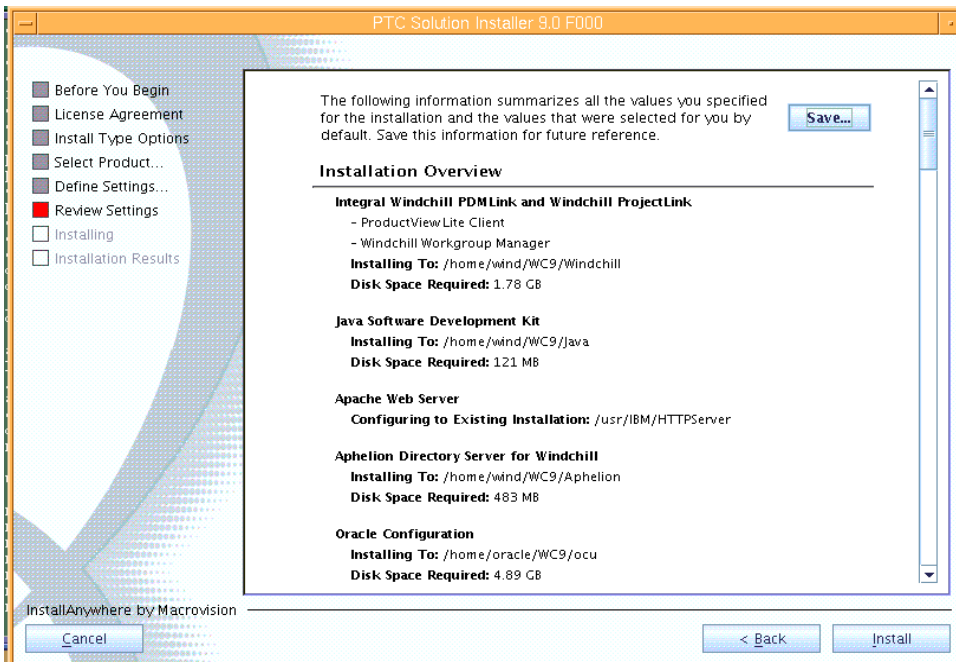 PTC Solution Installer 9.0 F000
Before You Begin
License Agreement
Install Type Options
Select Product...
Define Settings...
Review Settings
Installing
Installation Results
The following information summarizes all the values you specified
for the installation and the values that were selected for you by
default. Save this information for future reference.
Save...
Installation Overview
Integral Windchill PDMLink and Windchill ProjectLink
- ProductView Lite Client
- Windchill Workgroup Manager
Installing To: /home/wind/WC9/Windchill
Disk Space Required: 1.78 GB
Java Software Development Kit
Installing To: /home/wind/WC9/Java
Disk Space Required: 121 MB
Apache Web Server
Configuring to Existing Installation: /usr/IBM/HTTPServer
Aphelion Directory Server for Windchill
Installing To: /home/wind/WC9/Aphelion
Disk Space Required: 483 MB
Oracle Configuration
Installing To: /home/oracle/WC9/ocu
Disk Space Required: 4.89 GB
InstallAnywhere by Macrovision
Cancel
< Back
Install